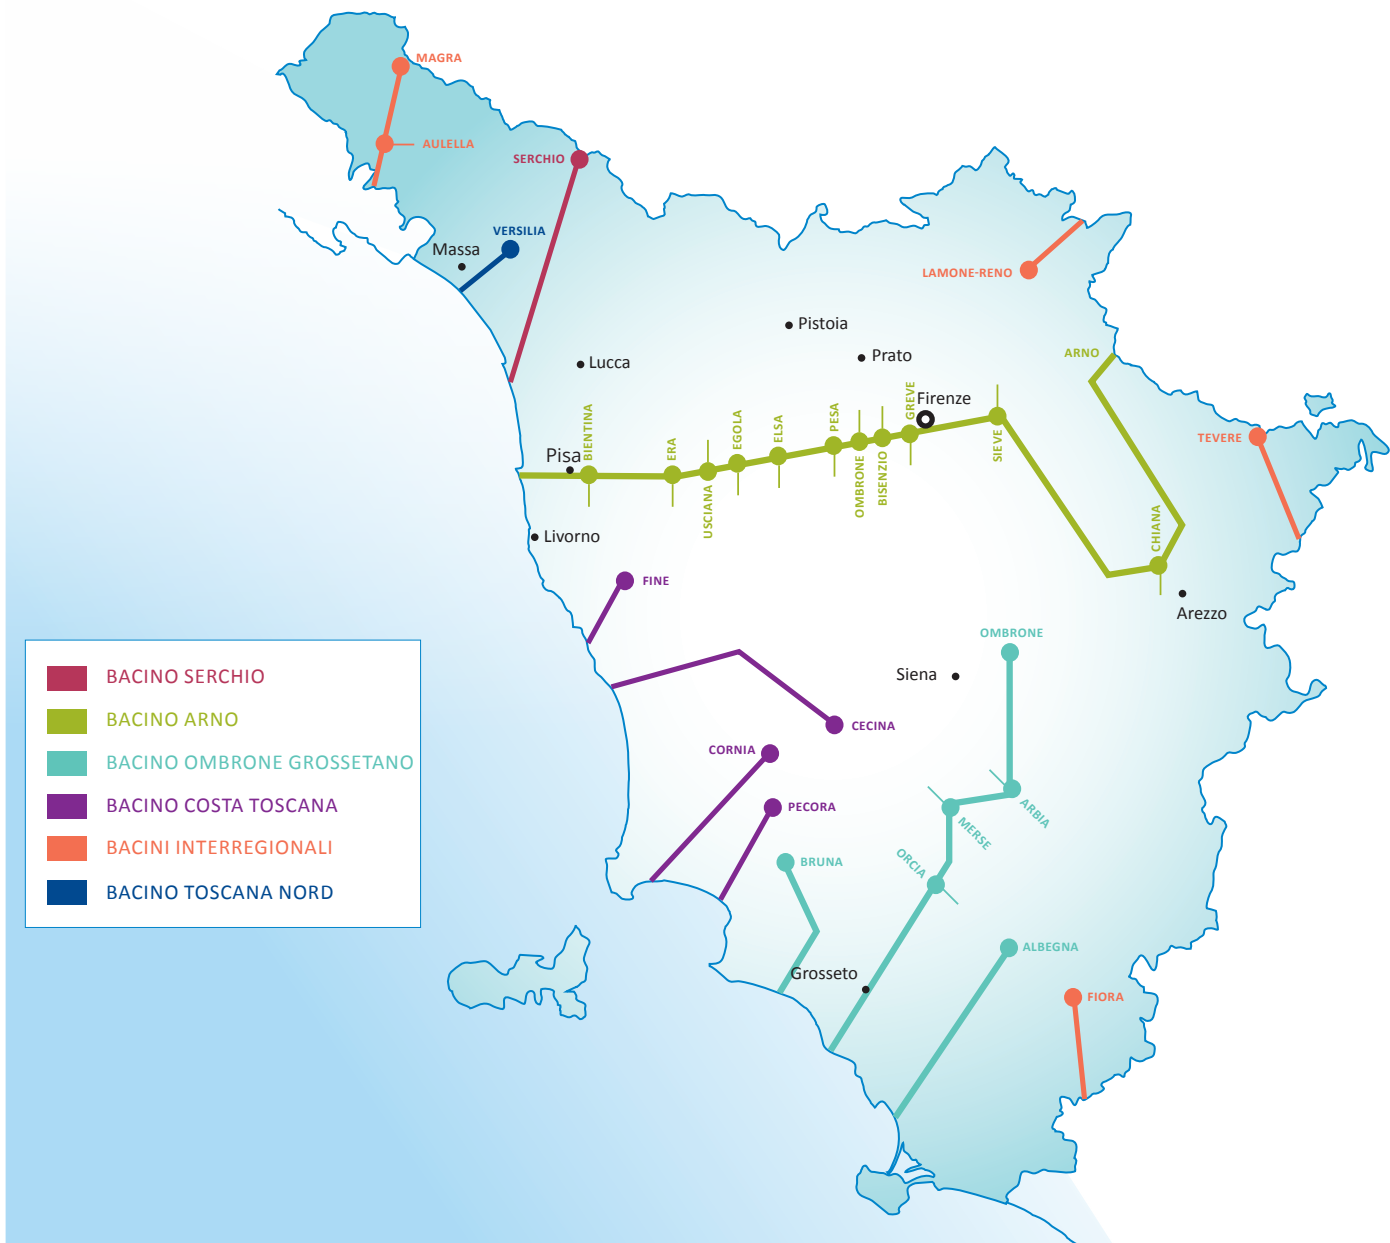 MAGRA
AULELLA
SERCHIO
VERSILIA
Massa
LAMONE-RENO
Pistoia
Prato
Lucca
ARNO
Firenze
TEVERE
Pisa
BIENTINA
ERA
USCIANA
EGOLA
ELSA
PESA
OMBRONE
BISENZIO
GREVE
SIEVE
CHIANA
Livorno
FINE
Arezzo
OMBRONE
Siena
CECINA
CORNIA
PECORA
ARBIA
MERSE
ORCIA
BRUNA
ALBEGNA
Grosseto
FIORA
BACINO SERCHIO
BACINO ARNO
BACINO OMBRONE GROSSETANO
BACINO COSTA TOSCANA
BACINI INTERREGIONALI
BACINO TOSCANA NORD